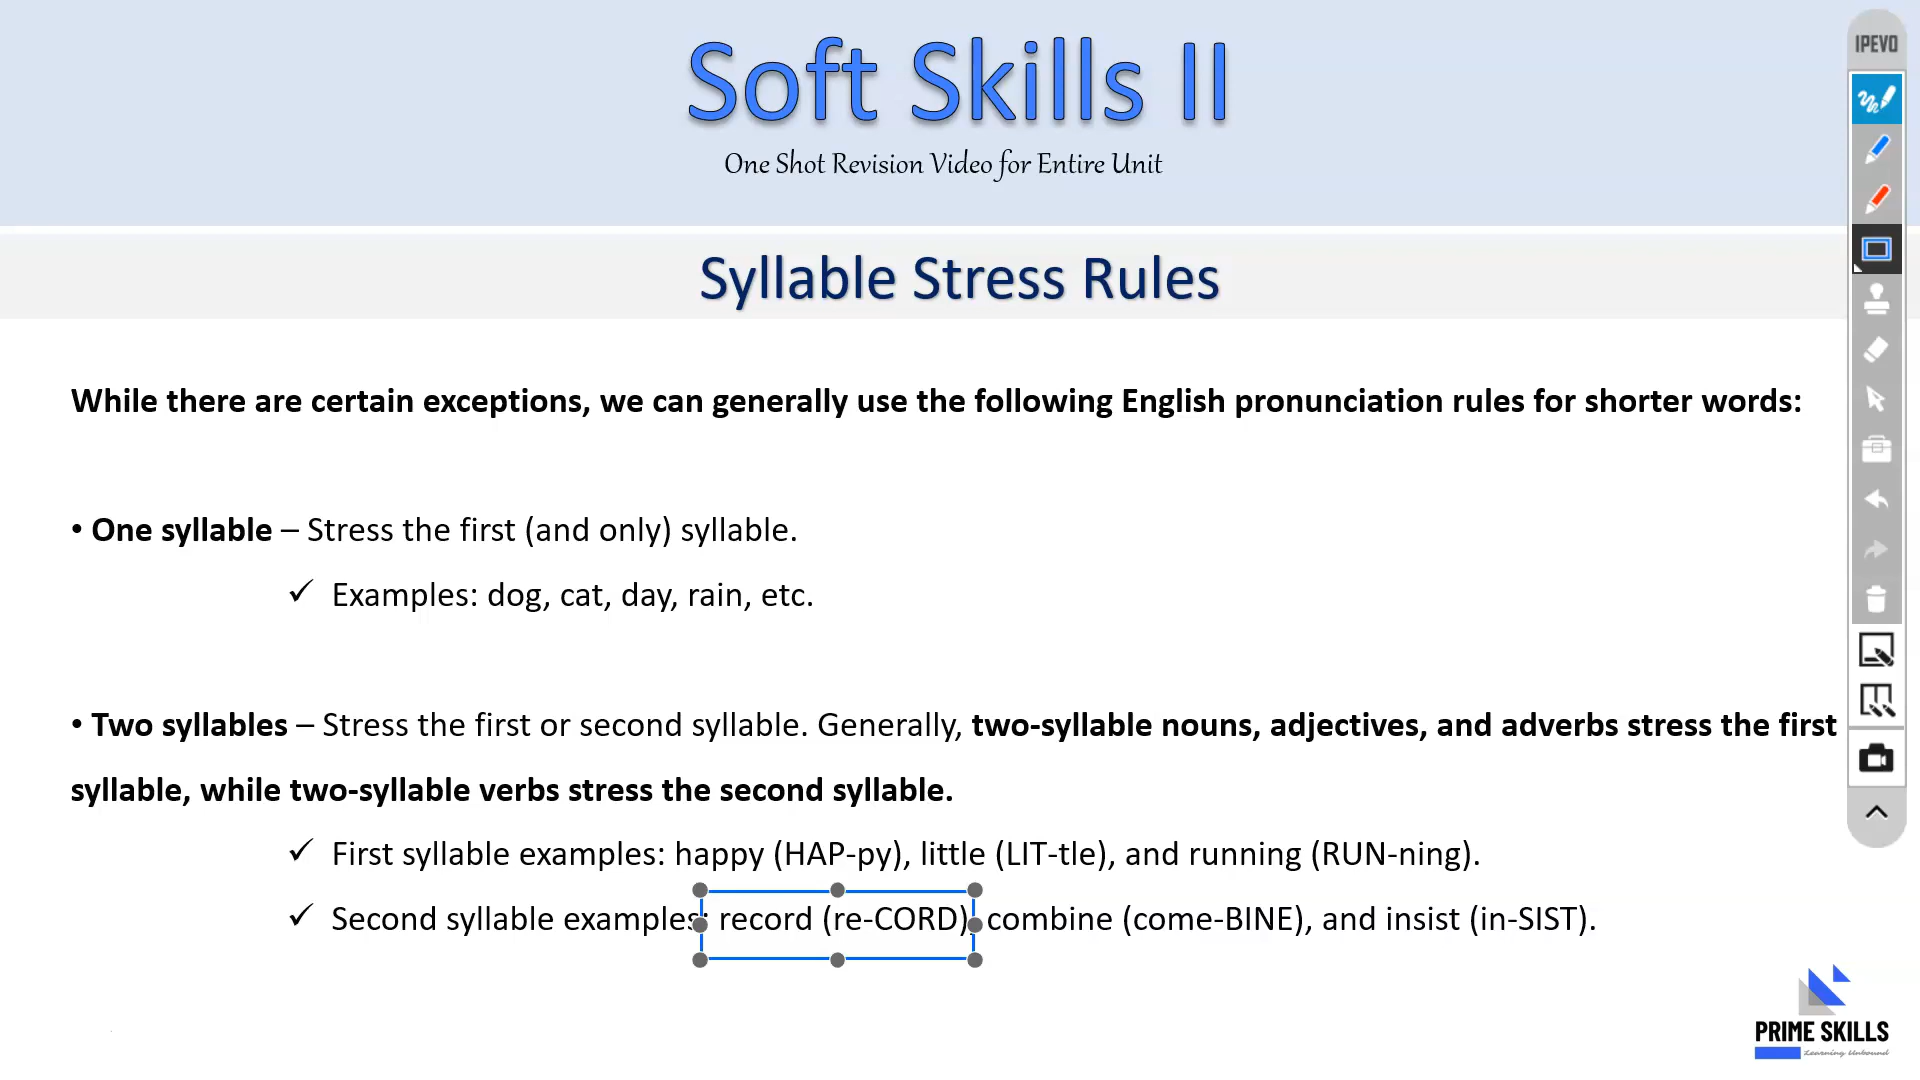 Soft Skills II
IPEVO
One Shot Revision Video for Entire Unit
Syllable Stress Rules
While there are certain exceptions, we can generally use the following English pronunciation rules for shorter words:
• One syllable – Stress the first (and only) syllable.
✓ Examples: dog, cat, day, rain, etc.
• Two syllables – Stress the first or second syllable. Generally, two-syllable nouns, adjectives, and adverbs stress the first
syllable, while two-syllable verbs stress the second syllable.
✓ First syllable examples: happy (HAP-py), little (LIT-tle), and running (RUN-ning).
✓ Second syllable examples: record (re-CORD), combine (come-BINE), and insist (in-SIST).
PRIME SKILLS
Learning Unbound